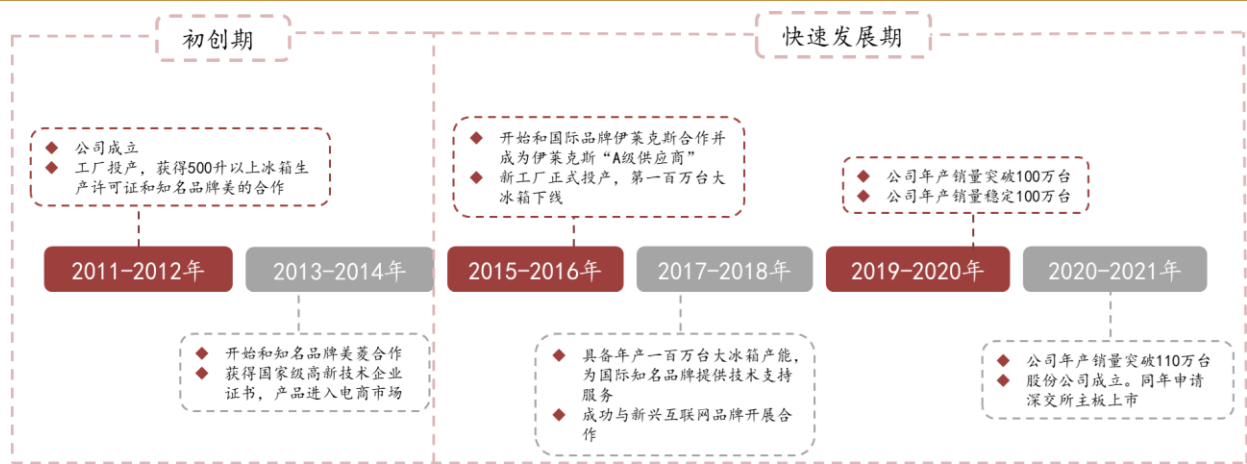 初创期
快速发展期
◆ 公司成立
◆ 工厂投产，获得500升以上冰箱生
产许可证和知名品牌美的合作
◆ 开始和国际品牌伊莱克斯合作并
成为伊莱克斯“A级供应商”
◆ 新工厂正式投产，第一百万台大
冰箱下线
◆ 公司年产销量突破100万台
◆ 公司年产销量稳定100万台
2011-2012年
2013-2014年
2015-2016年
2017-2018年
2019-2020年
2020-2021年
◆ 开始和知名品牌美菱合作
◆ 获得国家级高新技术企业
证书，产品进入电商市场
◆ 具备年产一百万台大冰箱产能，
为国际知名品牌提供技术支持
服务
◆ 成功与新兴互联网品牌开展合
作
◆ 公司年产销量突破110万台
◆ 股份公司成立。同年申请
深交所主板上市